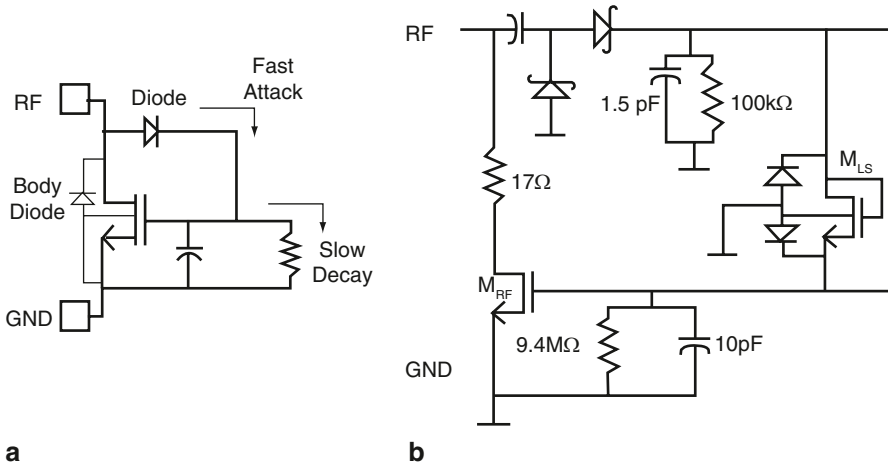 RF
Diode
Fast
Attack
Body
Diode
Slow
Decay
GND
a
RF
1.5 pF
100kΩ
17Ω
M_LS
M_RF
9.4MΩ
10pF
GND
b